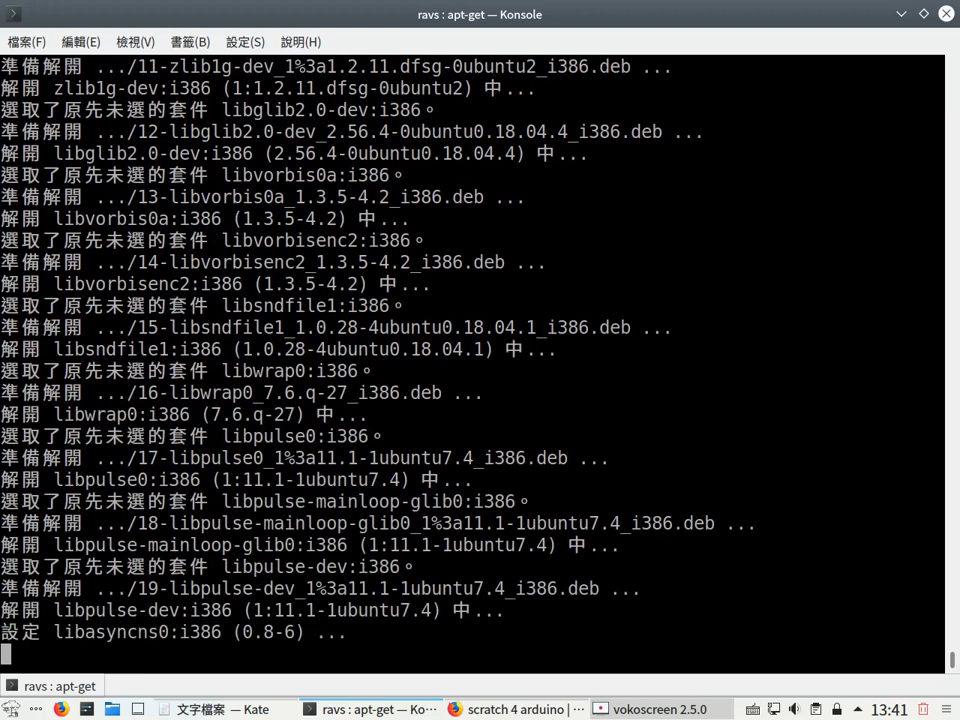 ravs : apt-get — Konsole
檔案(F) 編輯(E) 檢視(V) 書籤(B) 設定(S) 說明(H)
準備解開 .../11-zlib1g-dev_1%3a1.2.11.dfsg-0ubuntu2_i386.deb ...
解開 zlib1g-dev:i386 (1:1.2.11.dfsg-0ubuntu2) 中...
選取了原先未選的套件 libglib2.0-dev:i386。
準備解開 .../12-libglib2.0-dev_2.56.4-0ubuntu0.18.04.4_i386.deb ...
解開 libglib2.0-dev:i386 (2.56.4-0ubuntu0.18.04.4) 中...
選取了原先未選的套件 libvorbis0a:i386。
準備解開 .../13-libvorbis0a_1.3.5-4.2_i386.deb ...
解開 libvorbis0a:i386 (1.3.5-4.2) 中...
選取了原先未選的套件 libvorbisenc2:i386。
準備解開 .../14-libvorbisenc2_1.3.5-4.2_i386.deb ...
解開 libvorbisenc2:i386 (1.3.5-4.2) 中...
選取了原先未選的套件 libsndfile1:i386。
準備解開 .../15-libsndfile1_1.0.28-4ubuntu0.18.04.1_i386.deb ...
解開 libsndfile1:i386 (1.0.28-4ubuntu0.18.04.1) 中...
選取了原先未選的套件 libwrap0:i386。
準備解開 .../16-libwrap0_7.6.q-27_i386.deb ...
解開 libwrap0:i386 (7.6.q-27) 中...
選取了原先未選的套件 libpulse0:i386。
準備解開 .../17-libpulse0_1%3a11.1-1ubuntu7.4_i386.deb ...
解開 libpulse0:i386 (1:11.1-1ubuntu7.4) 中...
選取了原先未選的套件 libpulse-mainloop-glib0:i386。
準備解開 .../18-libpulse-mainloop-glib0_1%3a11.1-1ubuntu7.4_i386.deb ...
解開 libpulse-mainloop-glib0:i386 (1:11.1-1ubuntu7.4) 中...
選取了原先未選的套件 libpulse-dev:i386。
準備解開 .../19-libpulse-dev_1%3a11.1-1ubuntu7.4_i386.deb ...
解開 libpulse-dev:i386 (1:11.1-1ubuntu7.4) 中...
設定 libasyncns0:i386 (0.8-6) ...
ravs : apt-get
文字檔案 — Kate ravs : apt-get — Ko··· scratch 4 arduino | ··· vokoscreen 2.5.0 13:41